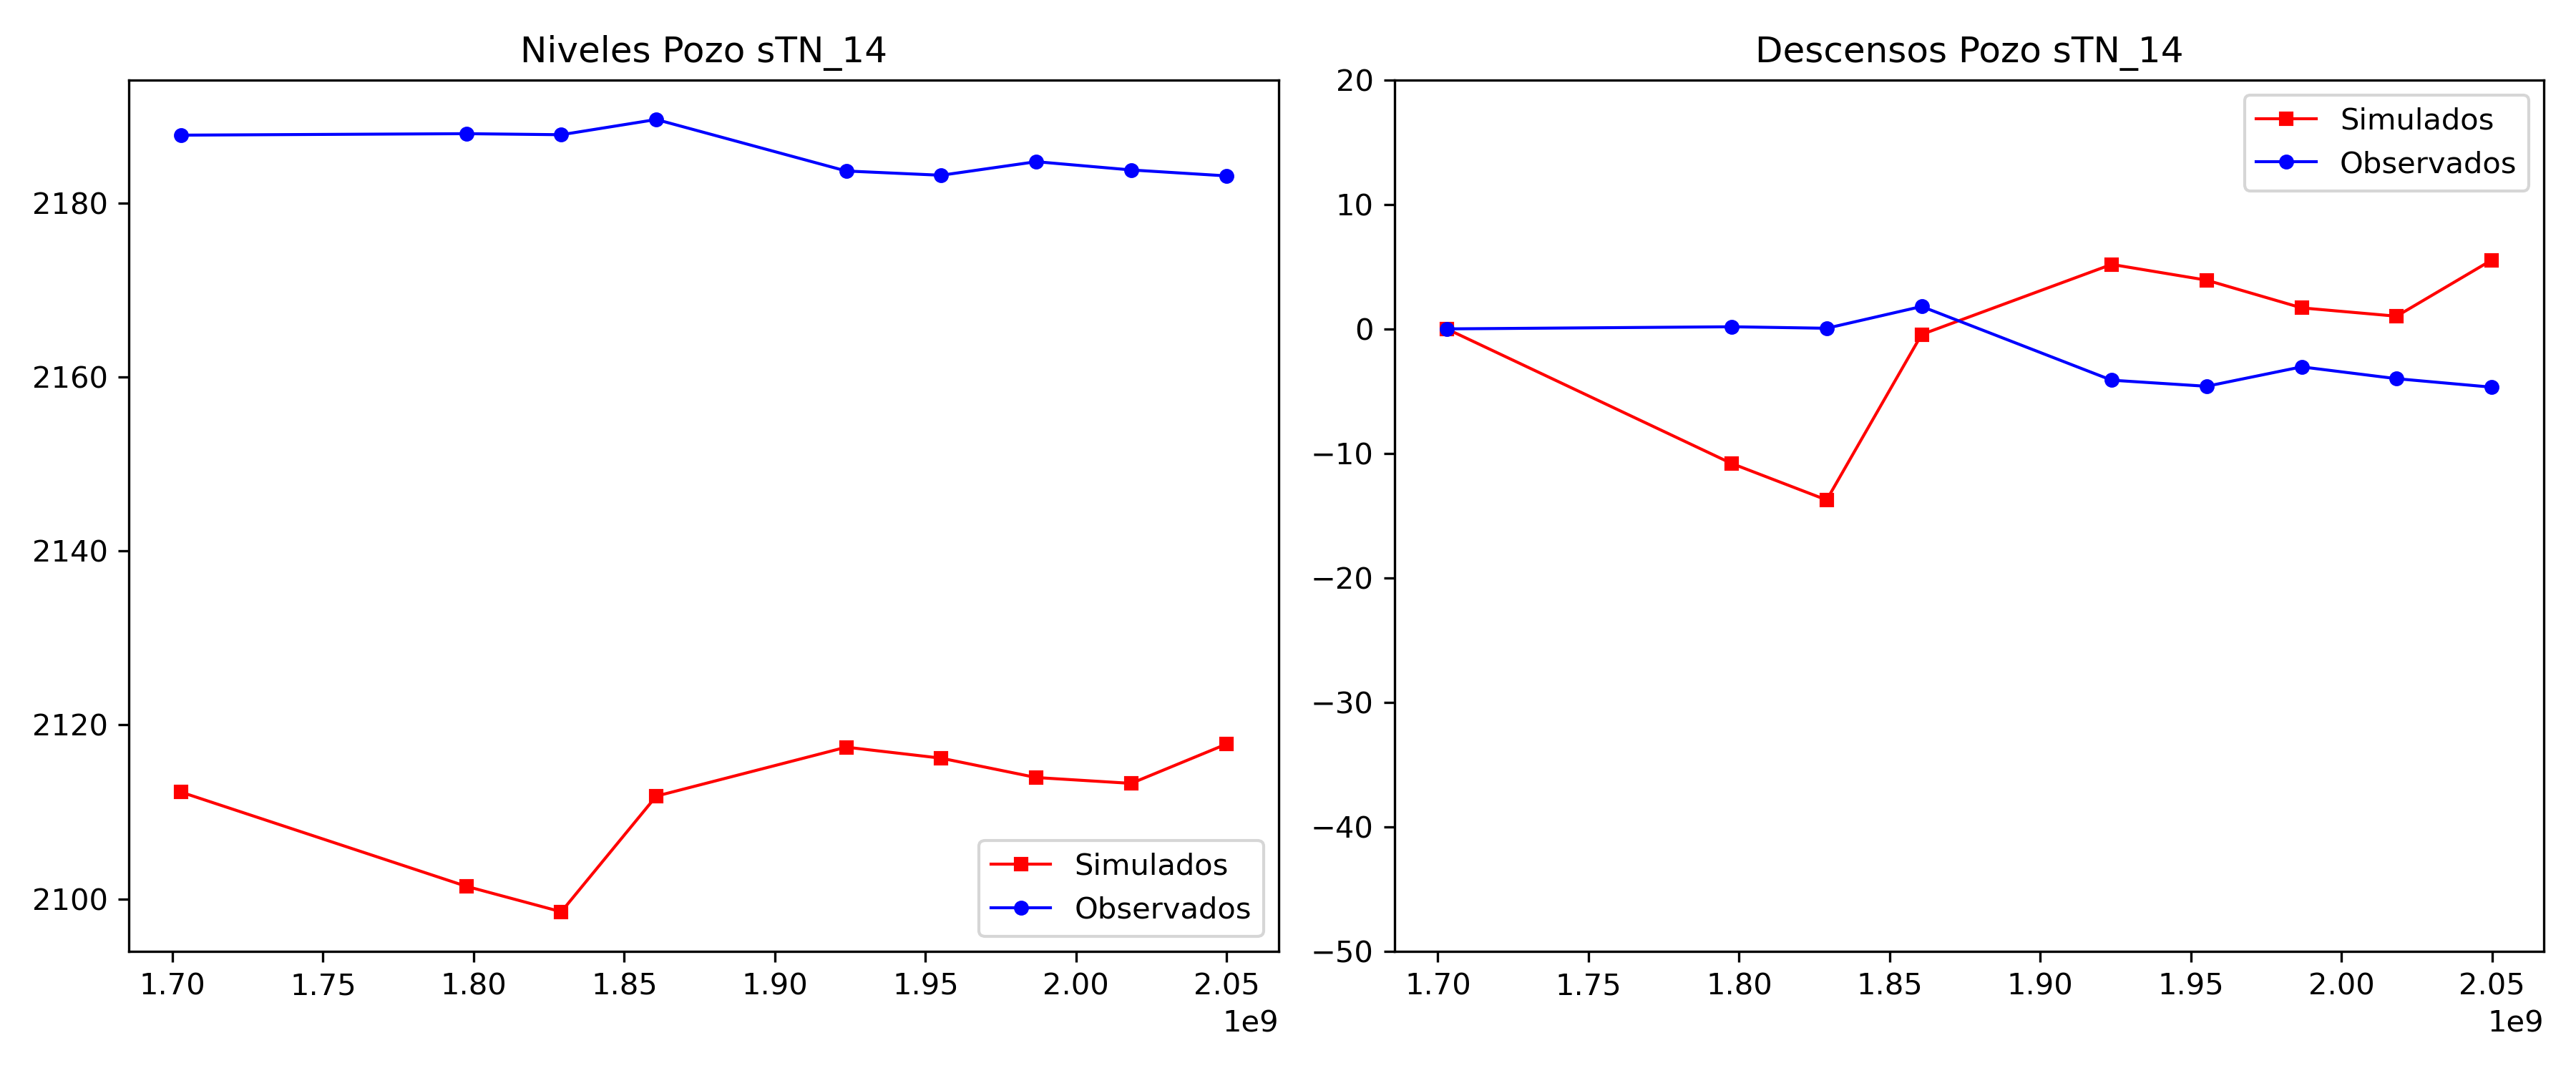 Niveles Pozo sTN_14
2180
2160
2140
2120
2100
1.70 1.75 1.80 1.85 1.90 1.95 2.00 2.05
1e9
Simulados
Observados
Descensos Pozo sTN_14
20
10
0
−10
−20
−30
−40
−50
1.70 1.75 1.80 1.85 1.90 1.95 2.00 2.05
1e9
Simulados
Observados